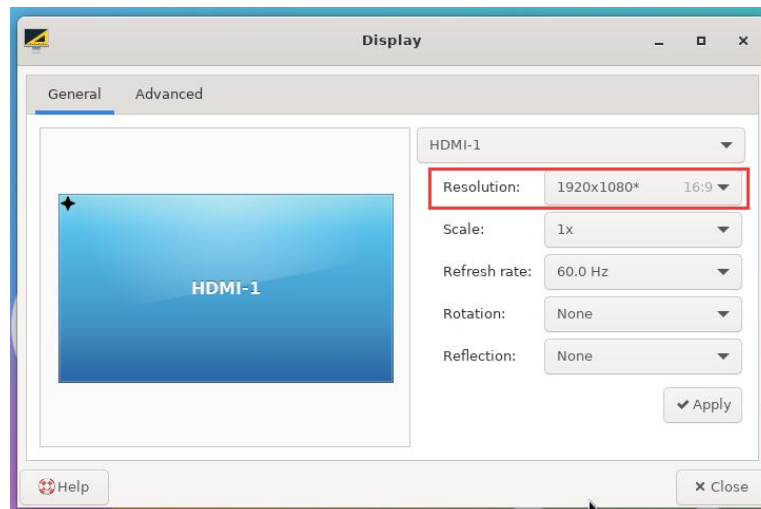 Display
General Advanced
HDMI-1
HDMI-1
Resolution: 1920x1080* 16:9
Scale: 1x
Refresh rate: 60.0 Hz
Rotation: None
Reflection: None
Apply
Help Close